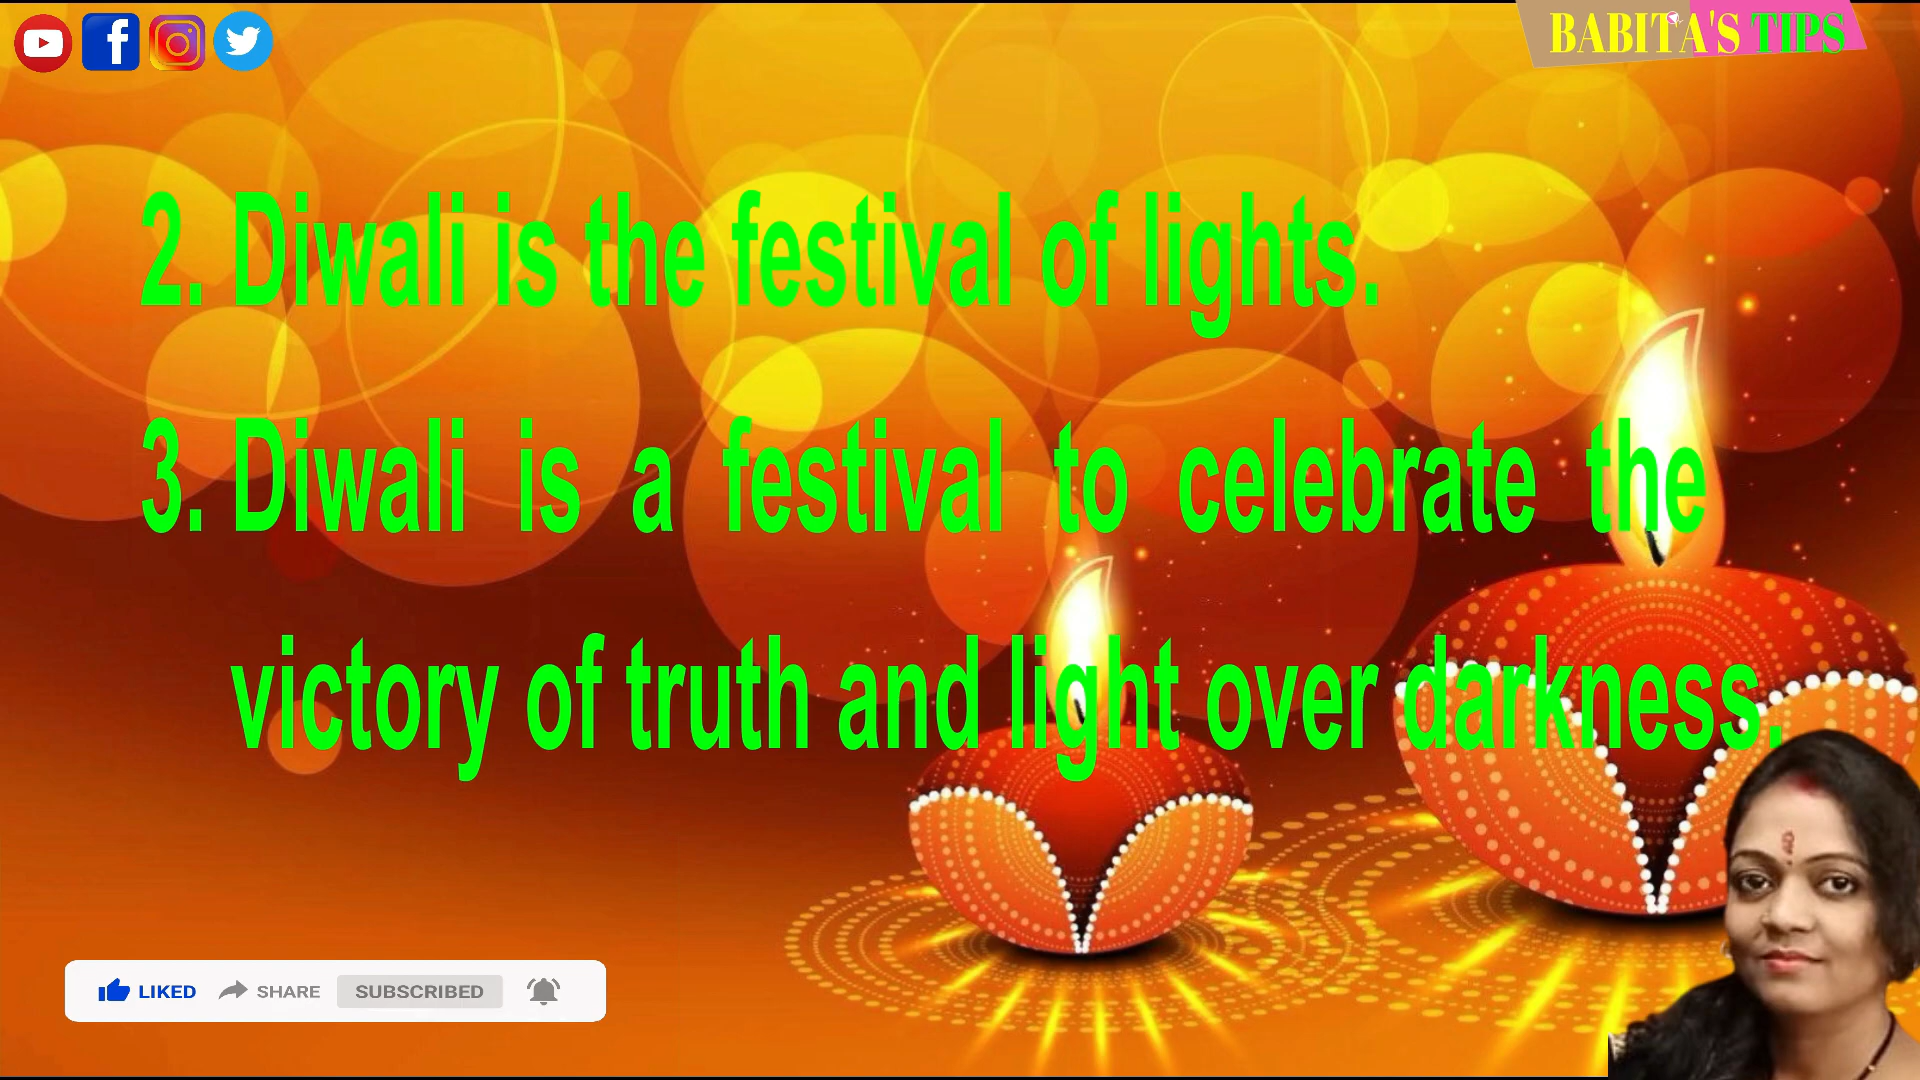 BABITA'S TIPS
2. Diwali is the festival of lights.
3. Diwali is a festival to celebrate the
victory of truth and light over darkness.
LIKED SHARE SUBSCRIBED